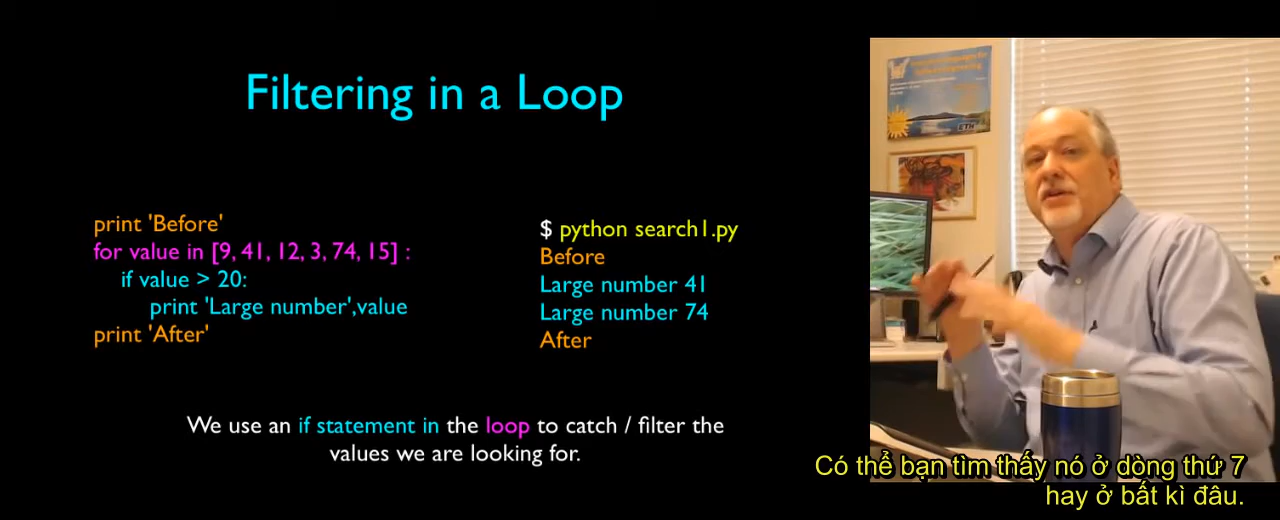 Filtering in a Loop
print 'Before'
for value in [9, 41, 12, 3, 74, 15] :
if value > 20:
print 'Large number',value
print 'After'
$ python search1.py
Before
Large number 41
Large number 74
After
We use an if statement in the loop to catch / filter the
values we are looking for.
ETH
Có thể bạn tìm thấy nó ở dòng thứ 7
hay ở bất kì đâu.